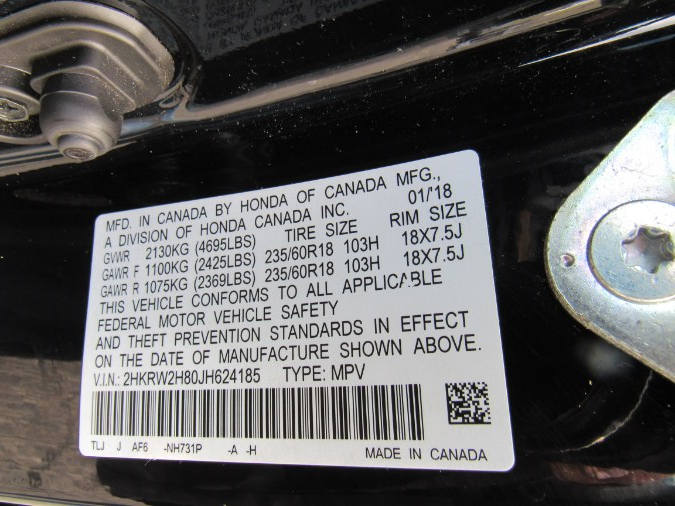 MFD. IN CANADA BY HONDA OF CANADA MFG.,
A DIVISION OF HONDA CANADA INC. 01/'18
GVWR 2130KG (4695LBS) TIRE SIZE RIM SIZE
GAWR F 1100KG (2425LBS) 235/60R18 103H 18X7.5J
GAWR R 1075KG (2369LBS) 235/60R18 103H 18X7.5J
THIS VEHICLE CONFORMS TO ALL APPLICABLE
FEDERAL MOTOR VEHICLE SAFETY
AND THEFT PREVENTION STANDARDS IN EFFECT
ON THE DATE OF MANUFACTURE SHOWN ABOVE.
V.I.N.: 2HKRW2H80JH624185 TYPE: MPV
TLJ J AF6 -NH731P -A -H MADE IN CANADA